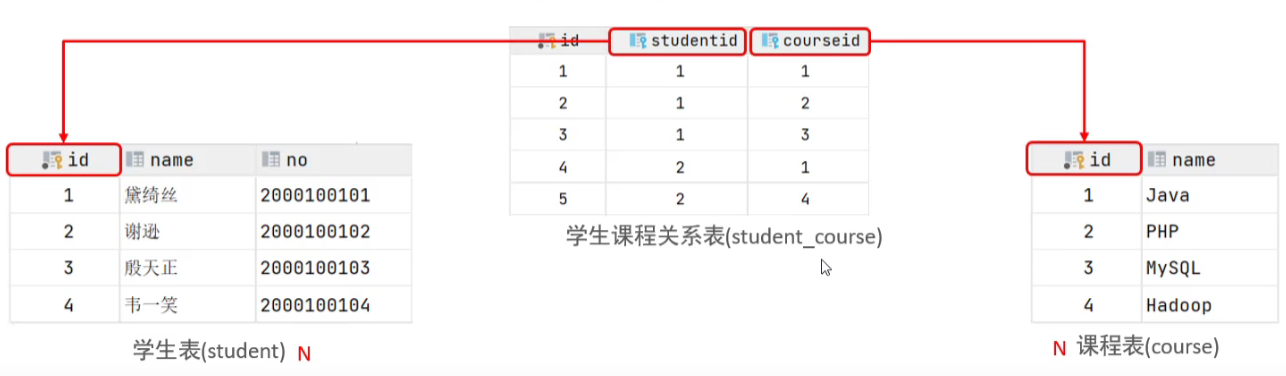 id studentid courseid
1 1 1
2 1 2
3 1 3
4 2 1
5 2 4
学生课程关系表(student_course)
id name no
1 黛绮丝 2000100101
2 谢逊 2000100102
3 殷天正 2000100103
4 韦一笑 2000100104
学生表(student) N
id name
1 Java
2 PHP
3 MySQL
4 Hadoop
N 课程表(course)